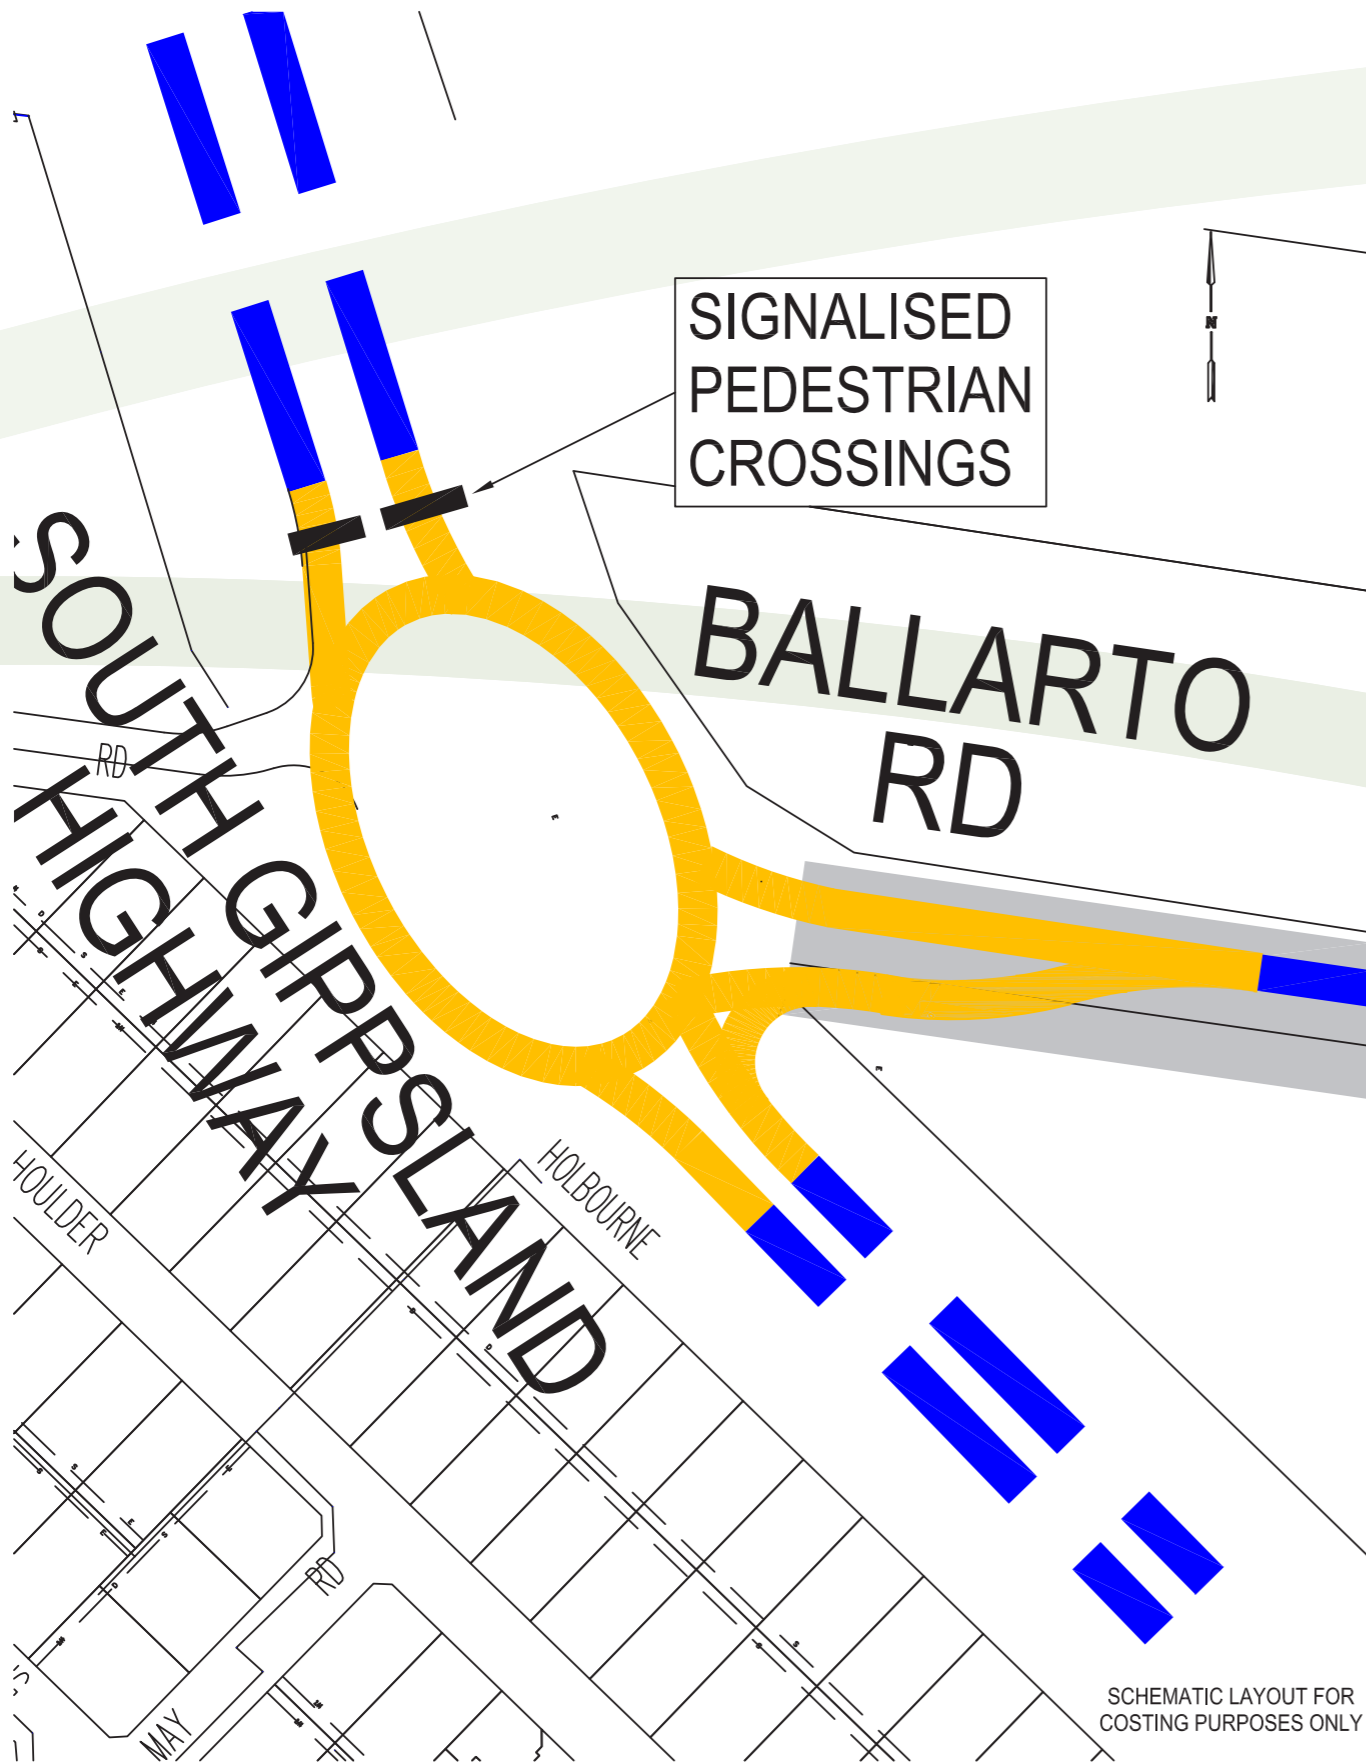 SIGNALISED
PEDESTRIAN
CROSSINGS
N
SOUTH GIPPSLAND
HIGHWAY
BALLARTO
RD
RD
HOLBOURNE
HOULDER
RD
MAY
SCHEMATIC LAYOUT FOR
COSTING PURPOSES ONLY